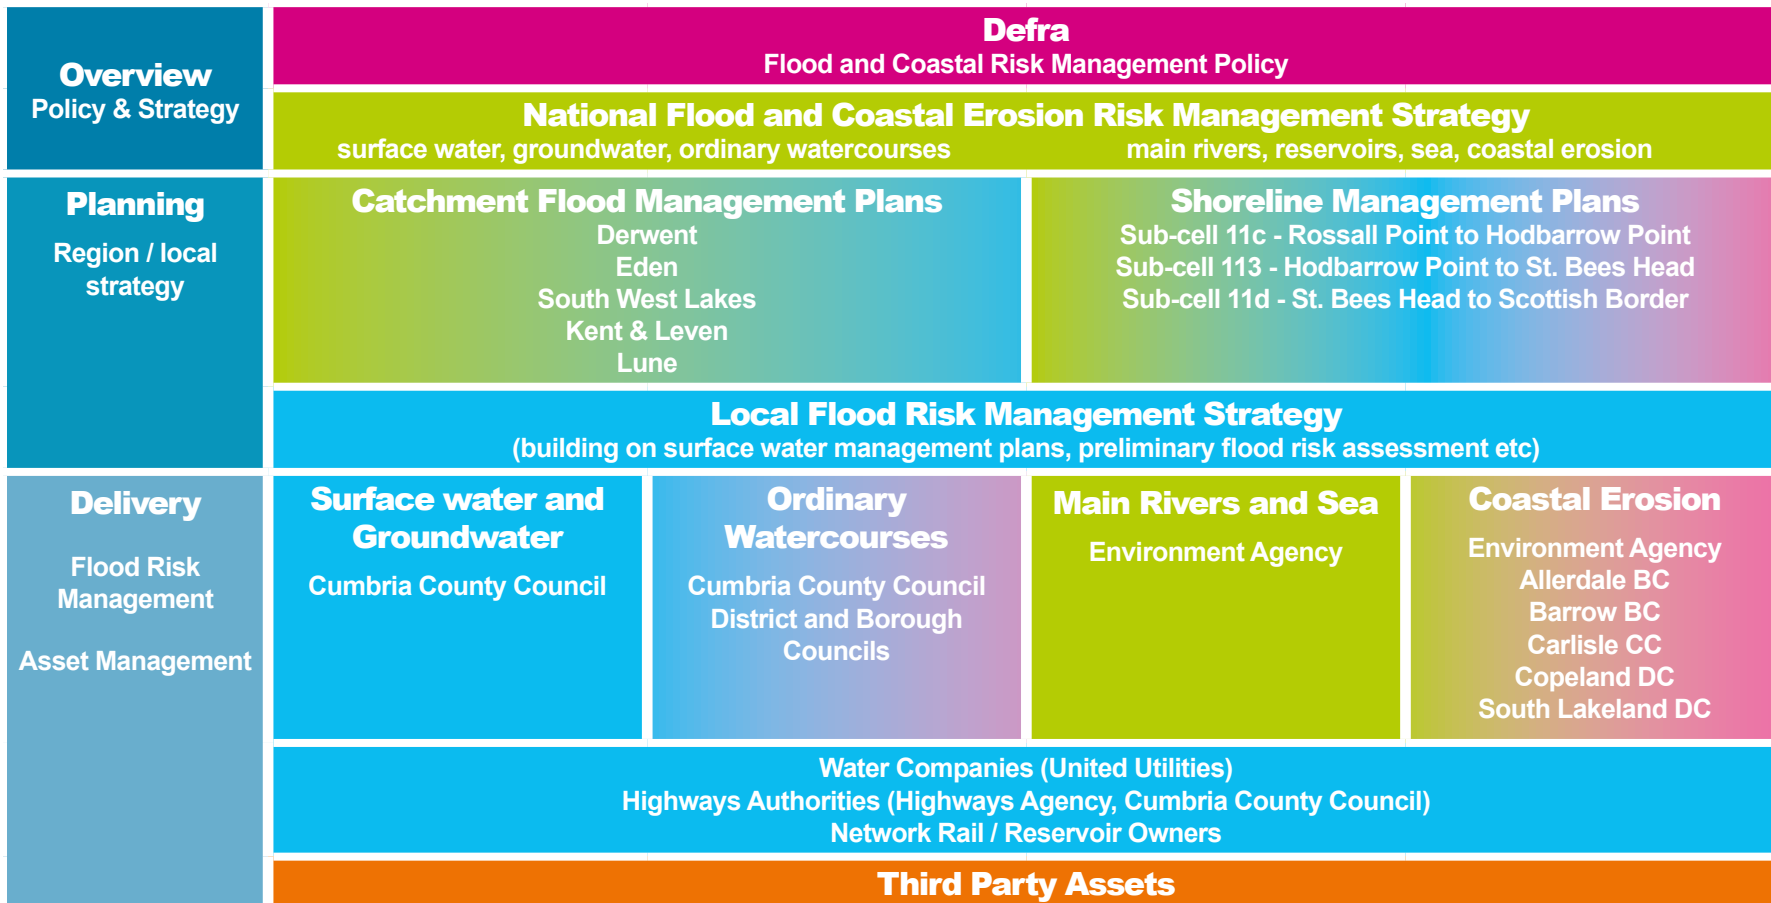 Overview
Policy & Strategy
Defra
Flood and Coastal Risk Management Policy
National Flood and Coastal Erosion Risk Management Strategy
surface water, groundwater, ordinary watercourses
main rivers, reservoirs, sea, coastal erosion
Planning
Region / local
strategy
Catchment Flood Management Plans
Derwent
Eden
South West Lakes
Kent & Leven
Lune
Shoreline Management Plans
Sub-cell 11c - Rossall Point to Hodbarrow Point
Sub-cell 113 - Hodbarrow Point to St. Bees Head
Sub-cell 11d - St. Bees Head to Scottish Border
Local Flood Risk Management Strategy
(building on surface water management plans, preliminary flood risk assessment etc)
Delivery
Flood Risk
Management
Asset Management
Surface water and
Groundwater
Cumbria County Council
Ordinary
Watercourses
Cumbria County Council
District and Borough
Councils
Main Rivers and Sea
Environment Agency
Coastal Erosion
Environment Agency
Allerdale BC
Barrow BC
Carlisle CC
Copeland DC
South Lakeland DC
Water Companies (United Utilities)
Highways Authorities (Highways Agency, Cumbria County Council)
Network Rail / Reservoir Owners
Third Party Assets